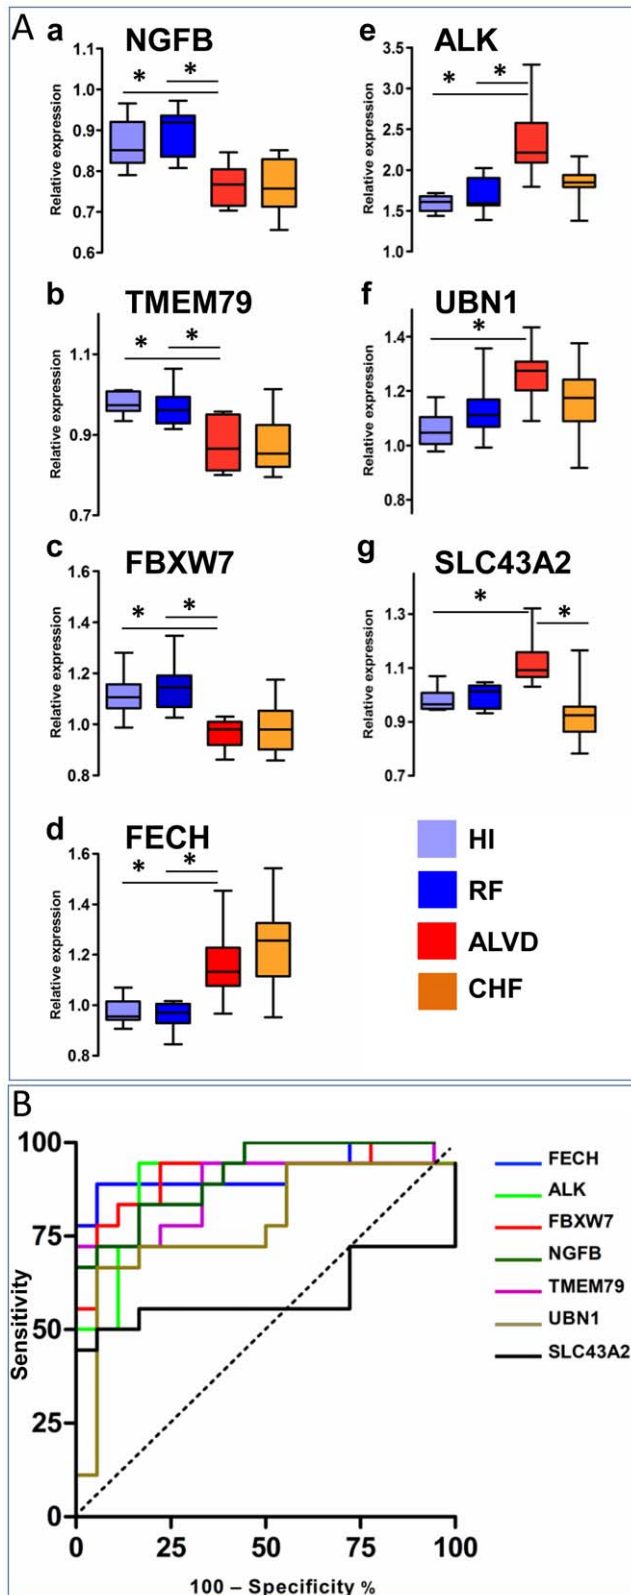 A
a
NGFB
Relative expression
1.1
1.0
0.9
0.8
0.7
0.6
* *
b
TMEM79
Relative expression
1.1
0.9
0.7
* *
c
FBXW7
Relative expression
1.6
1.4
1.2
1.0
0.8
* *
d
FECH
Relative expression
1.6
1.4
1.2
1.0
0.8
* *
e
ALK
Relative expression
3.5
2.5
2.0
1.5
1.0
* *
f
UBN1
Relative expression
1.4
1.2
1.0
0.8
*
g
SLC43A2
Relative expression
1.3
1.1
0.9
0.7
* *
HI
RF
ALVD
CHF
B
Sensitivity
100
75
50
25
0
0 25 50 75 100
100 – Specificity %
FECH
ALK
FBXW7
NGFB
TMEM79
UBN1
SLC43A2